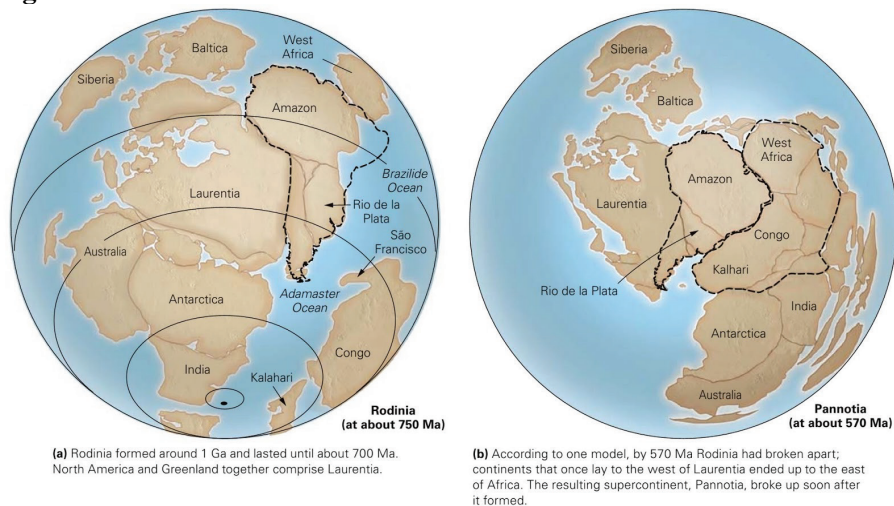 West
Africa
Baltica
Siberia
Amazon
Brazilide
Ocean
Laurentia
Rio de la
Plata
São
Francisco
Australia
Antarctica
Adamaster
Ocean
India
Kalahari
Congo
Rodinia
(at about 750 Ma)
(a) Rodinia formed around 1 Ga and lasted until about 700 Ma.
North America and Greenland together comprise Laurentia.
Siberia
Baltica
West
Africa
Amazon
Laurentia
Congo
Kalhari
Rio de la Plata
India
Antarctica
Australia
Pannotia
(at about 570 Ma)
(b) According to one model, by 570 Ma Rodinia had broken apart;
continents that once lay to the west of Laurentia ended up to the east
of Africa. The resulting supercontinent, Pannotia, broke up soon after
it formed.